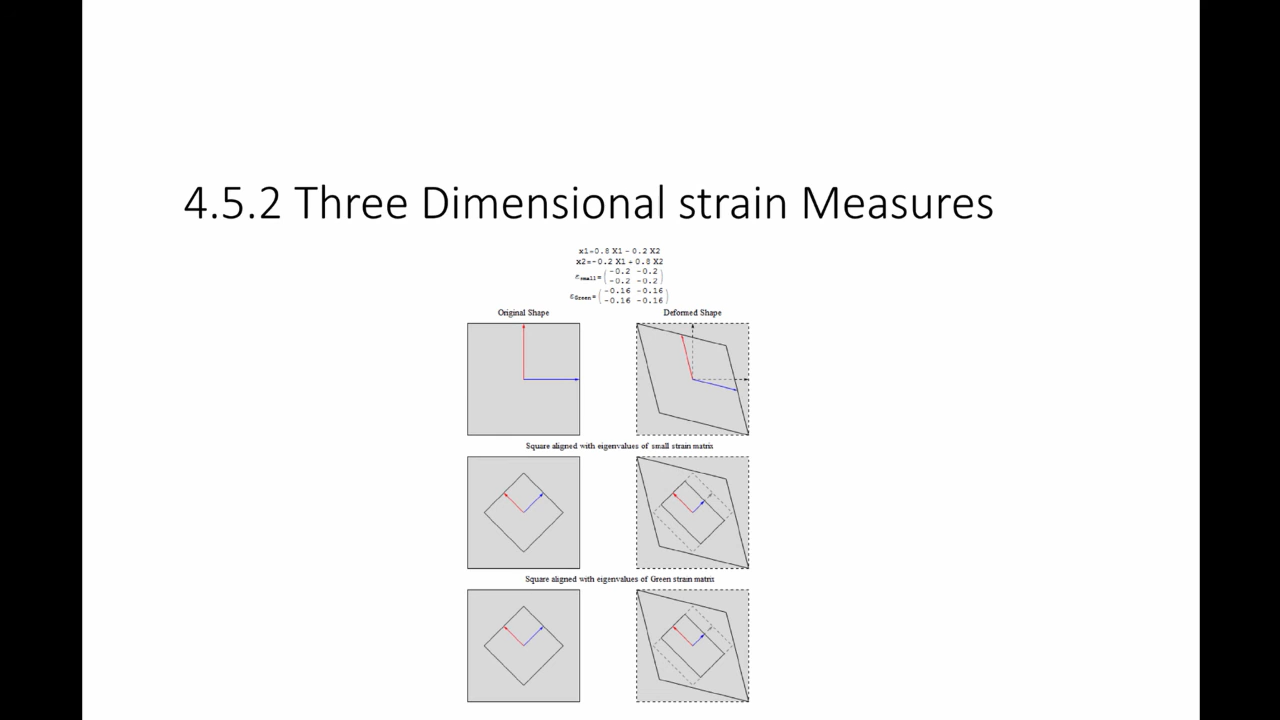 4.5.2 Three Dimensional strain Measures
x1=0.8 X1 - 0.2 X2
x2=-0.2 X1 + 0.8 X2
εsmall=(-0.2 -0.2
-0.2 -0.2)
εGreen=(-0.16 -0.16
-0.16 -0.16)
Original Shape Deformed Shape
Square aligned with eigenvalues of small strain matrix
Square aligned with eigenvalues of Green strain matrix